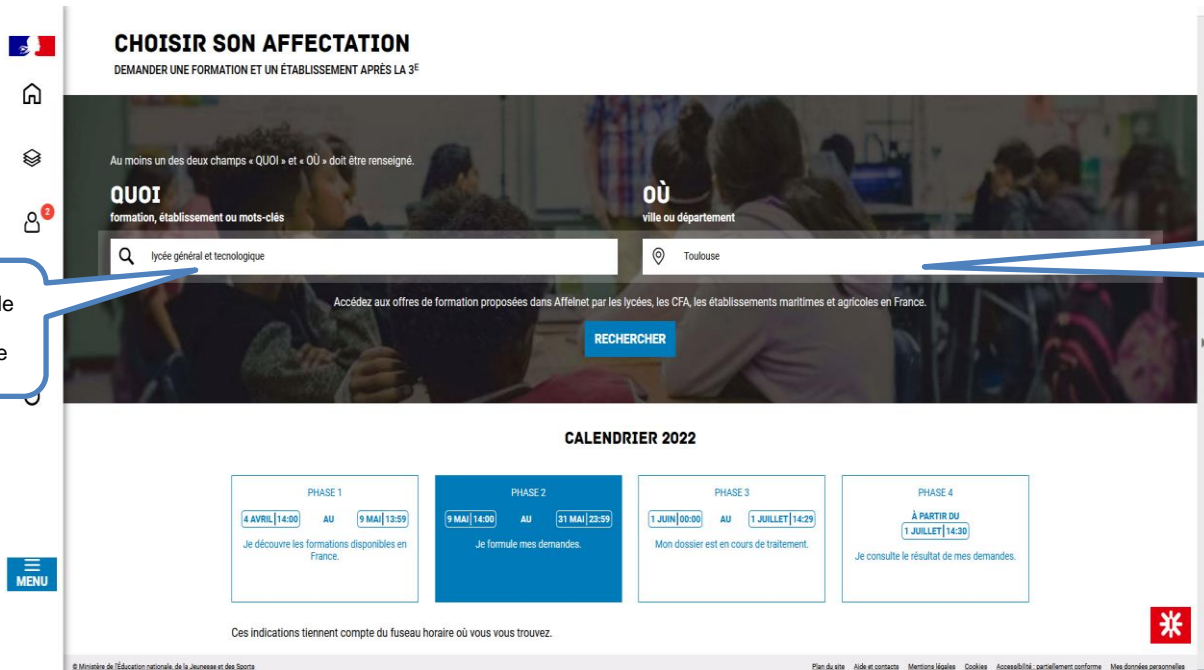 CHOISIR SON AFFECTATION
DEMANDER UNE FORMATION ET UN ÉTABLISSEMENT APRÈS LA 3E
2
Au moins un des deux champs « QUOI » et « OÙ » doit être renseigné.
QUOI
formation, établissement ou mots-clés
OÙ
ville ou département
lycée général et tecnologique
Toulouse
le
e
Accédez aux offres de formation proposées dans Affelnet par les lycées, les CFA, les établissements maritimes et agricoles en France.
RECHERCHER
CALENDRIER 2022
PHASE 1
4 AVRIL 14:00 AU 9 MAI 13:59
Je découvre les formations disponibles en
France.
PHASE 2
9 MAI 14:00 AU 31 MAI 23:59
Je formule mes demandes.
PHASE 3
1 JUIN 00:00 AU 1 JUILLET 14:29
Mon dossier est en cours de traitement.
PHASE 4
À PARTIR DU
1 JUILLET 14:30
Je consulte le résultat de mes demandes.
MENU
Ces indications tiennent compte du fuseau horaire où vous vous trouvez.
© Ministère de l'Éducation nationale, de la Jeunesse et des Sports
Plan du site Aide et contacts Mentions légales Cookies Accessibilité : partiellement conforme Mes données personnelles